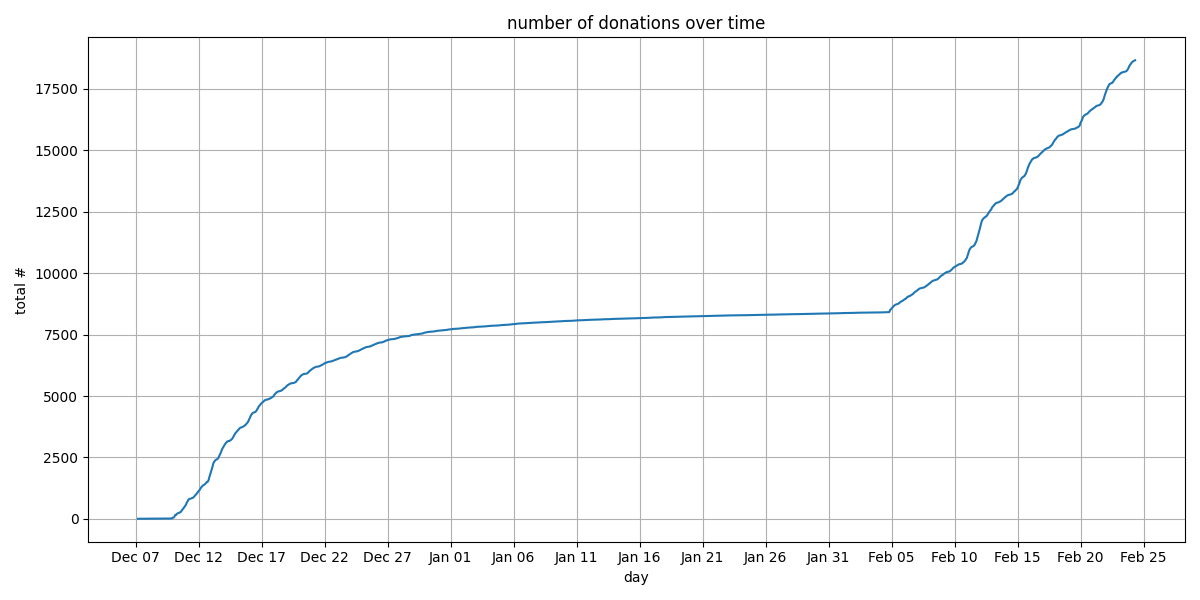 number of donations over time
total #
17500
15000
12500
10000
7500
5000
2500
0
Dec 07 Dec 12 Dec 17 Dec 22 Dec 27 Jan 01 Jan 06 Jan 11 Jan 16 Jan 21 Jan 26 Jan 31 Feb 05 Feb 10 Feb 15 Feb 20 Feb 25
day